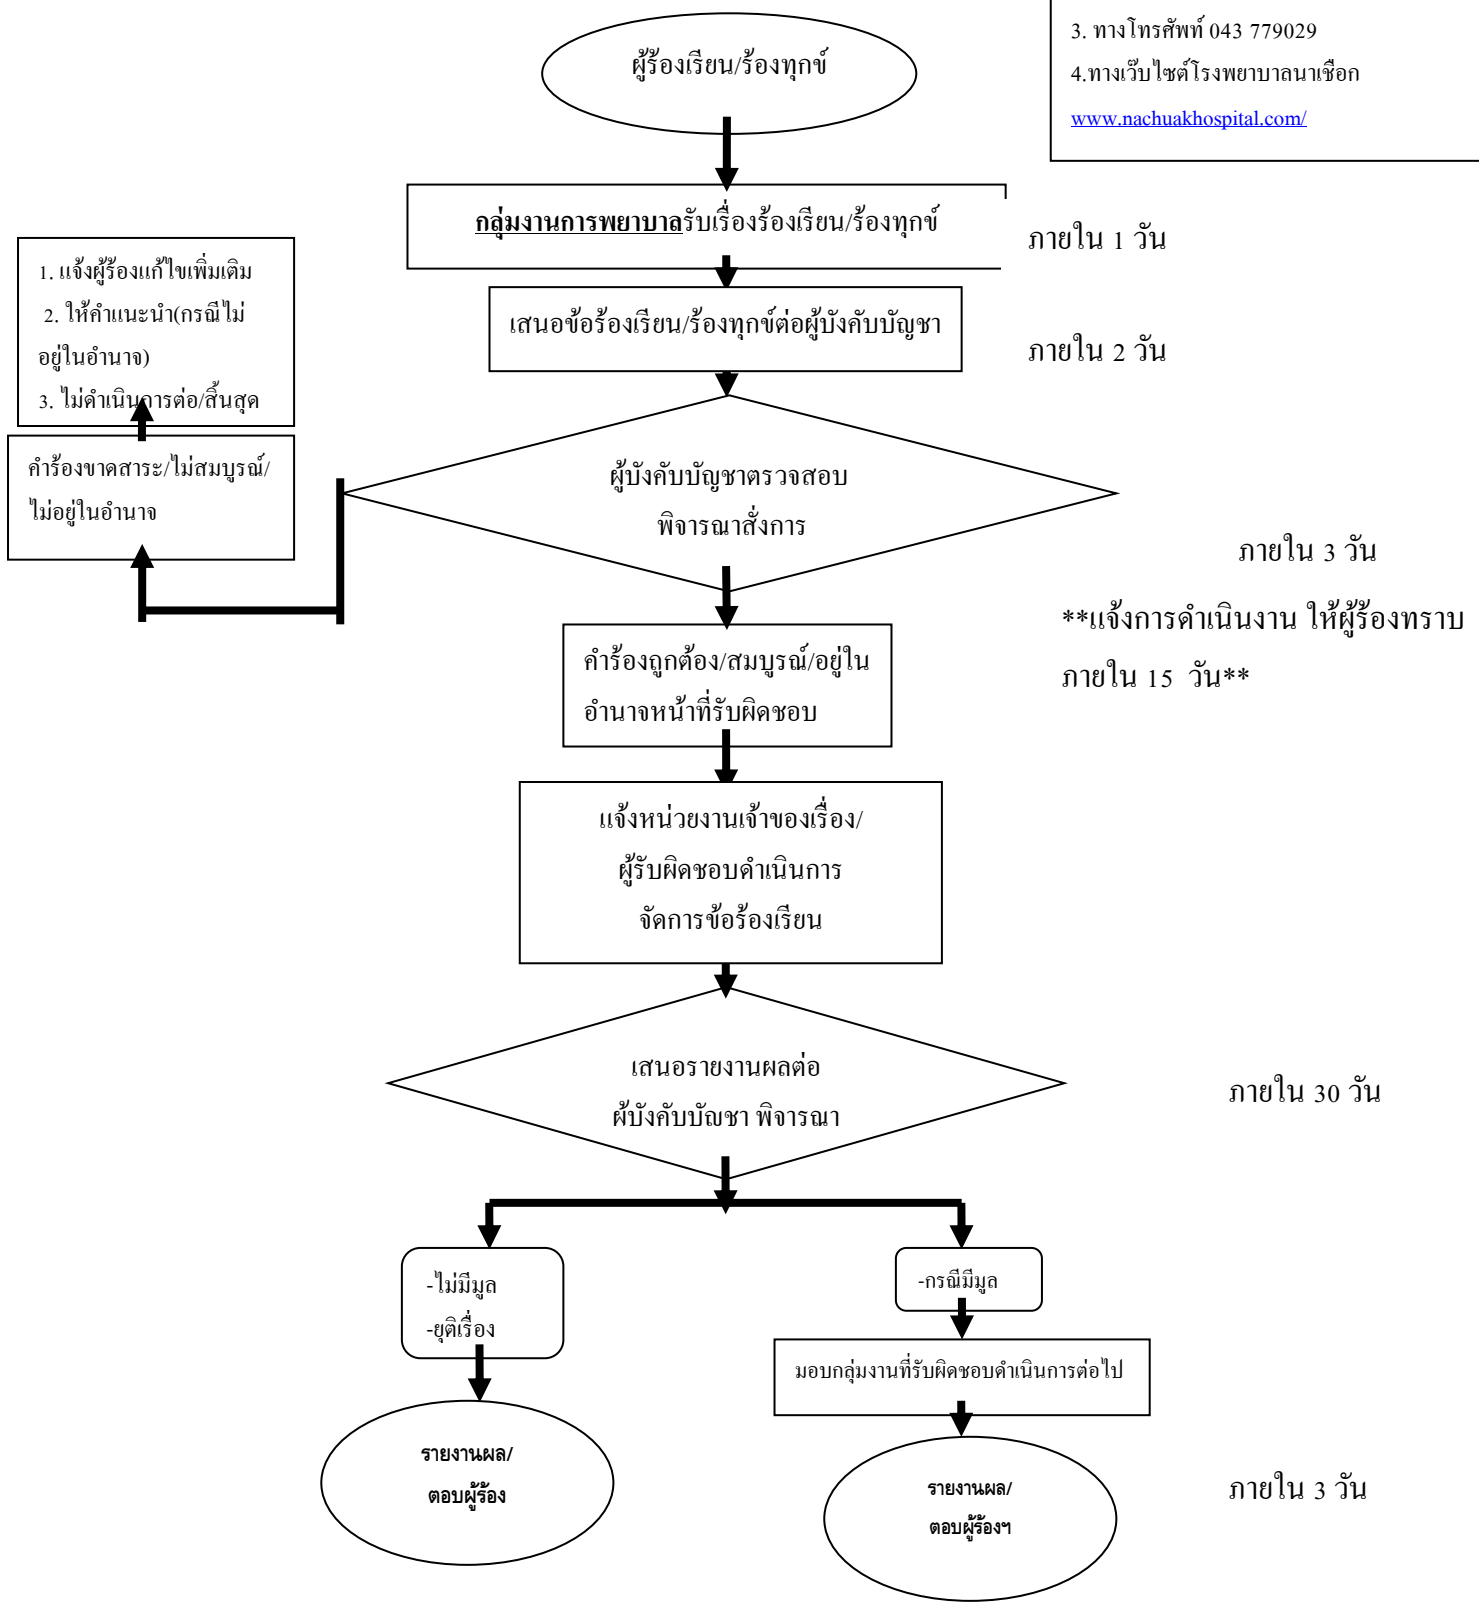 3. ทางโทรศัพท์ 043 779029
4.ทางเว๊บไซต์โรงพยาบาลนาเชือก
www.nachuakhospital.com/
ผู้ร้องเรียน/ร้องทุกข์
กลุ่มงานการพยาบาลรับเรื่องร้องเรียน/ร้องทุกข์
ภายใน 1 วัน
เสนอข้อร้องเรียน/ร้องทุกข์ต่อผู้บังคับบัญชา
ภายใน 2 วัน
1. แจ้งผู้ร้องแก้ไขเพิ่มเติม
2. ให้คำแนะนำ(กรณีไม่
อยู่ในอำนาจ)
3. ไม่ดำเนินการต่อ/สิ้นสุด
คำร้องขาดสาระ/ไม่สมบูรณ์/
ไม่อยู่ในอำนาจ
ผู้บังคับบัญชาตรวจสอบ
พิจารณาสั่งการ
ภายใน 3 วัน
**แจ้งการดำเนินงาน ให้ผู้ร้องทราบ
ภายใน 15 วัน**
คำร้องถูกต้อง/สมบูรณ์/อยู่ใน
อำนาจหน้าที่รับผิดชอบ
แจ้งหน่วยงานเจ้าของเรื่อง/
ผู้รับผิดชอบดำเนินการ
จัดการข้อร้องเรียน
เสนอรายงานผลต่อ
ผู้บังคับบัญชา พิจารณา
ภายใน 30 วัน
-ไม่มีมูล
-ยุติเรื่อง
-กรณีมีมูล
มอบกลุ่มงานที่รับผิดชอบดำเนินการต่อไป
รายงานผล/
ตอบผู้ร้อง
รายงานผล/
ตอบผู้ร้องฯ
ภายใน 3 วัน